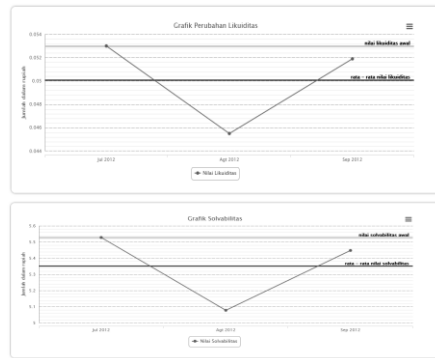 Grafik Perubahan Likuiditas
0.054
nilai likuiditas awal
0.052
0.05
rata - rata nilai likuiditas
0.048
0.046
0.044
Jumlah dalam rupiah
Jul 2012
Agt 2012
Sep 2012
Nilai Likuiditas
Grafik Solvabilitas
5.6
nilai solvabilitas awal
5.5
5.4
rata - rata nilai solvabilitas
5.3
5.2
5.1
5
Jumlah dalam rupiah
Jul 2012
Agt 2012
Sep 2012
Nilai Solvabilitas